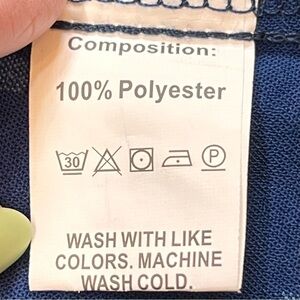 Composition:
100% Polyester
30 P
WASH WITH LIKE
COLORS. MACHINE
WASH COLD.